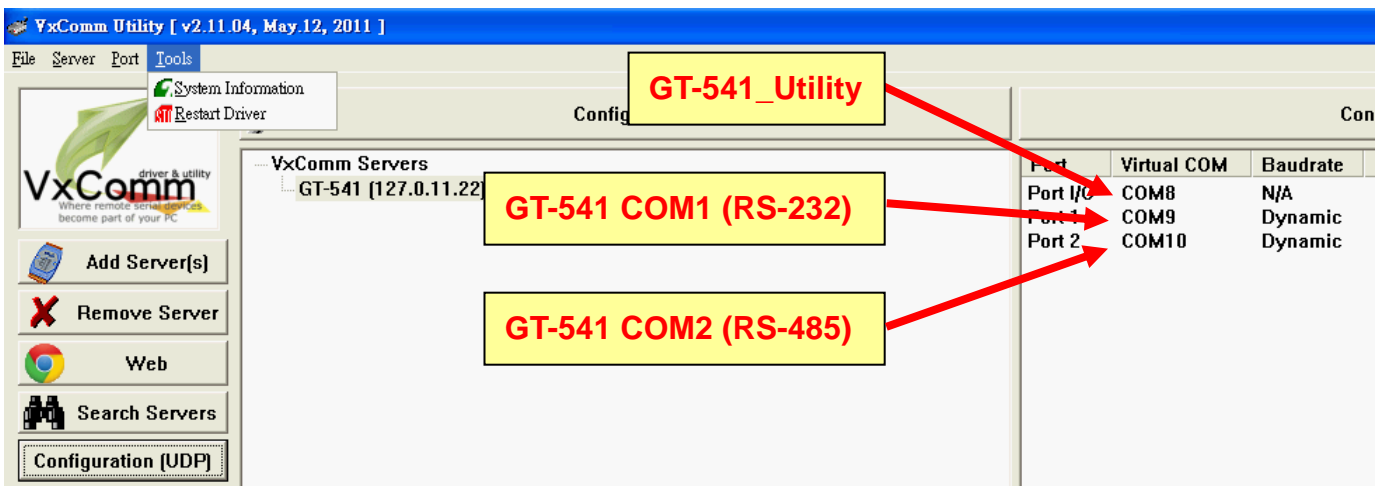 VxComm Utility [ v2.11.04, May.12, 2011 ]
File Server Port Tools
System Information
Restart Driver
driver & utility
VxComm
Where remote serial devices
become part of your PC
Add Server(s)
Remove Server
Web
Search Servers
Configuration (UDP)
VxComm Servers
GT-541 (127.0.11.22)
GT-541_Utility
GT-541 COM1 (RS-232)
GT-541 COM2 (RS-485)
Port Virtual COM Baudrate
Port I/O COM8 N/A
Port 1 COM9 Dynamic
Port 2 COM10 Dynamic